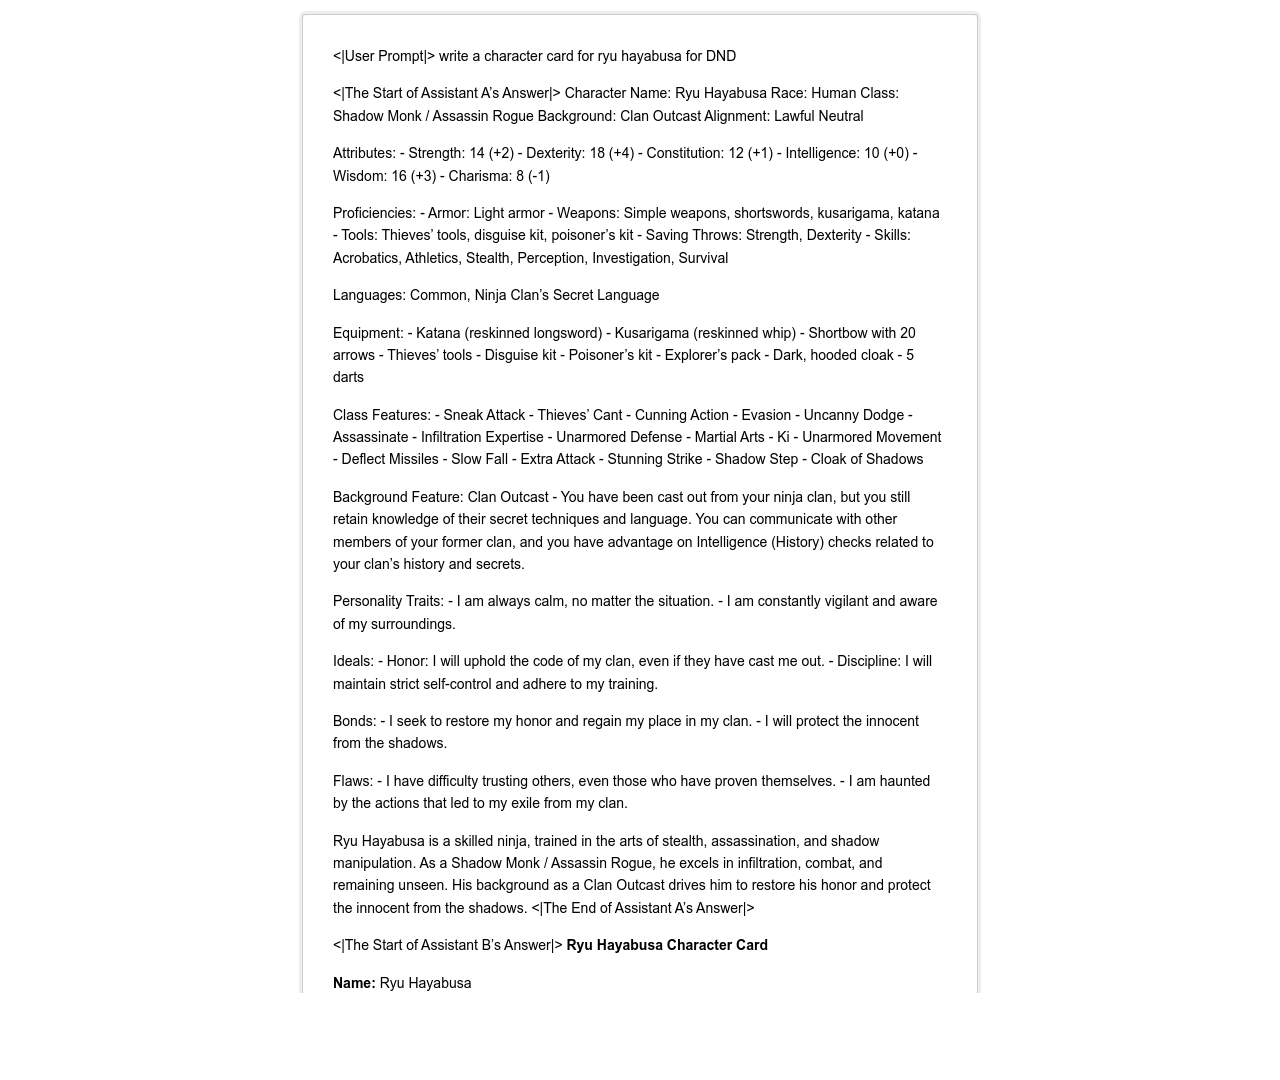 <|User Prompt|> write a character card for ryu hayabusa for DND
<|The Start of Assistant A’s Answer|> Character Name: Ryu Hayabusa Race: Human Class:
Shadow Monk / Assassin Rogue Background: Clan Outcast Alignment: Lawful Neutral
Attributes: - Strength: 14 (+2) - Dexterity: 18 (+4) - Constitution: 12 (+1) - Intelligence: 10 (+0) -
Wisdom: 16 (+3) - Charisma: 8 (-1)
Proficiencies: - Armor: Light armor - Weapons: Simple weapons, shortswords, kusarigama, katana
- Tools: Thieves’ tools, disguise kit, poisoner’s kit - Saving Throws: Strength, Dexterity - Skills:
Acrobatics, Athletics, Stealth, Perception, Investigation, Survival
Languages: Common, Ninja Clan’s Secret Language
Equipment: - Katana (reskinned longsword) - Kusarigama (reskinned whip) - Shortbow with 20
arrows - Thieves’ tools - Disguise kit - Poisoner’s kit - Explorer’s pack - Dark, hooded cloak - 5
darts
Class Features: - Sneak Attack - Thieves’ Cant - Cunning Action - Evasion - Uncanny Dodge -
Assassinate - Infiltration Expertise - Unarmored Defense - Martial Arts - Ki - Unarmored Movement
- Deflect Missiles - Slow Fall - Extra Attack - Stunning Strike - Shadow Step - Cloak of Shadows
Background Feature: Clan Outcast - You have been cast out from your ninja clan, but you still
retain knowledge of their secret techniques and language. You can communicate with other
members of your former clan, and you have advantage on Intelligence (History) checks related to
your clan’s history and secrets.
Personality Traits: - I am always calm, no matter the situation. - I am constantly vigilant and aware
of my surroundings.
Ideals: - Honor: I will uphold the code of my clan, even if they have cast me out. - Discipline: I will
maintain strict self-control and adhere to my training.
Bonds: - I seek to restore my honor and regain my place in my clan. - I will protect the innocent
from the shadows.
Flaws: - I have difficulty trusting others, even those who have proven themselves. - I am haunted
by the actions that led to my exile from my clan.
Ryu Hayabusa is a skilled ninja, trained in the arts of stealth, assassination, and shadow
manipulation. As a Shadow Monk / Assassin Rogue, he excels in infiltration, combat, and
remaining unseen. His background as a Clan Outcast drives him to restore his honor and protect
the innocent from the shadows. <|The End of Assistant A’s Answer|>
<|The Start of Assistant B’s Answer|> Ryu Hayabusa Character Card
Name: Ryu Hayabusa